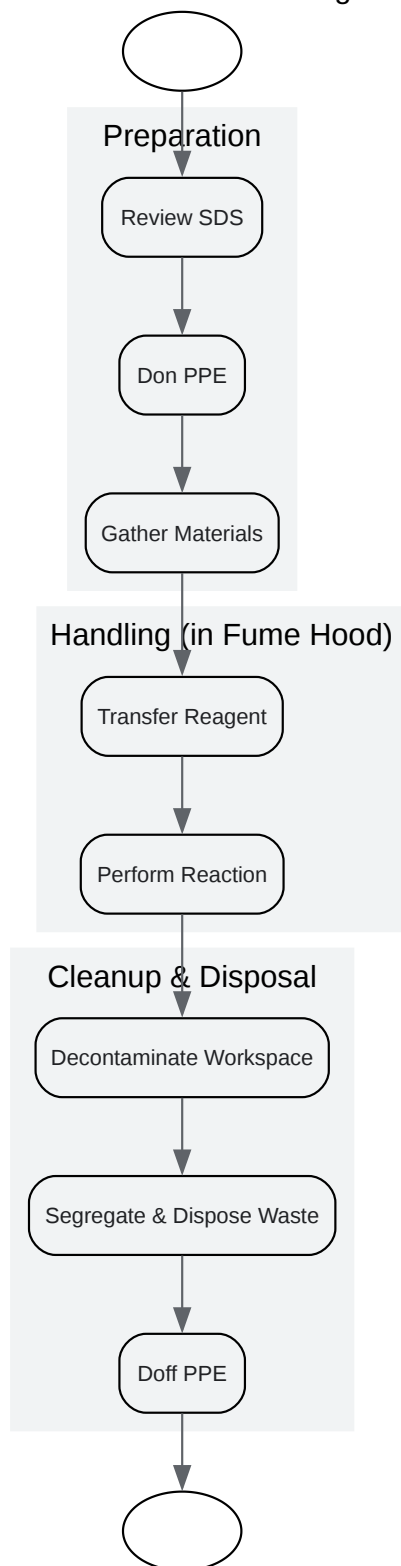 Preparation
Review SDS
Don PPE
Gather Materials
Handling (in Fume Hood)
Transfer Reagent
Perform Reaction
Cleanup & Disposal
Decontaminate Workspace
Segregate & Dispose Waste
Doff PPE